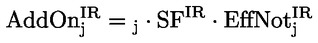 AddOn_j^IR = _j · SF^IR · EffNot_j^IR